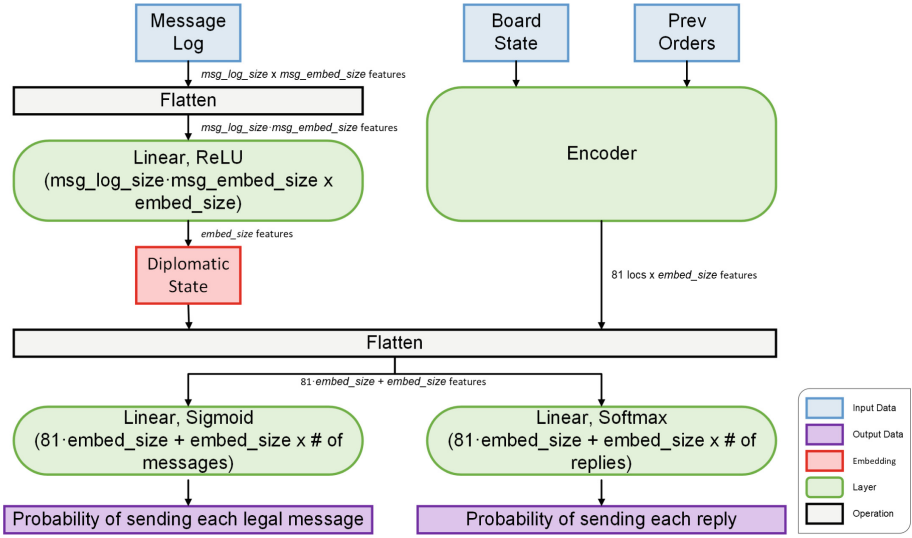 Message
Log
Board
State
Prev
Orders
msg_log_size x msg_embed_size features
Flatten
msg_log_size·msg_embed_size features
Linear, ReLU
(msg_log_size·msg_embed_size x
embed_size)
Encoder
embed_size features
Diplomatic
State
81 locs x embed_size features
Flatten
81·embed_size + embed_size features
Linear, Sigmoid
(81·embed_size + embed_size x # of
messages)
Linear, Softmax
(81·embed_size + embed_size x # of
replies)
Probability of sending each legal message
Probability of sending each reply
Input Data
Output Data
Embedding
Layer
Operation